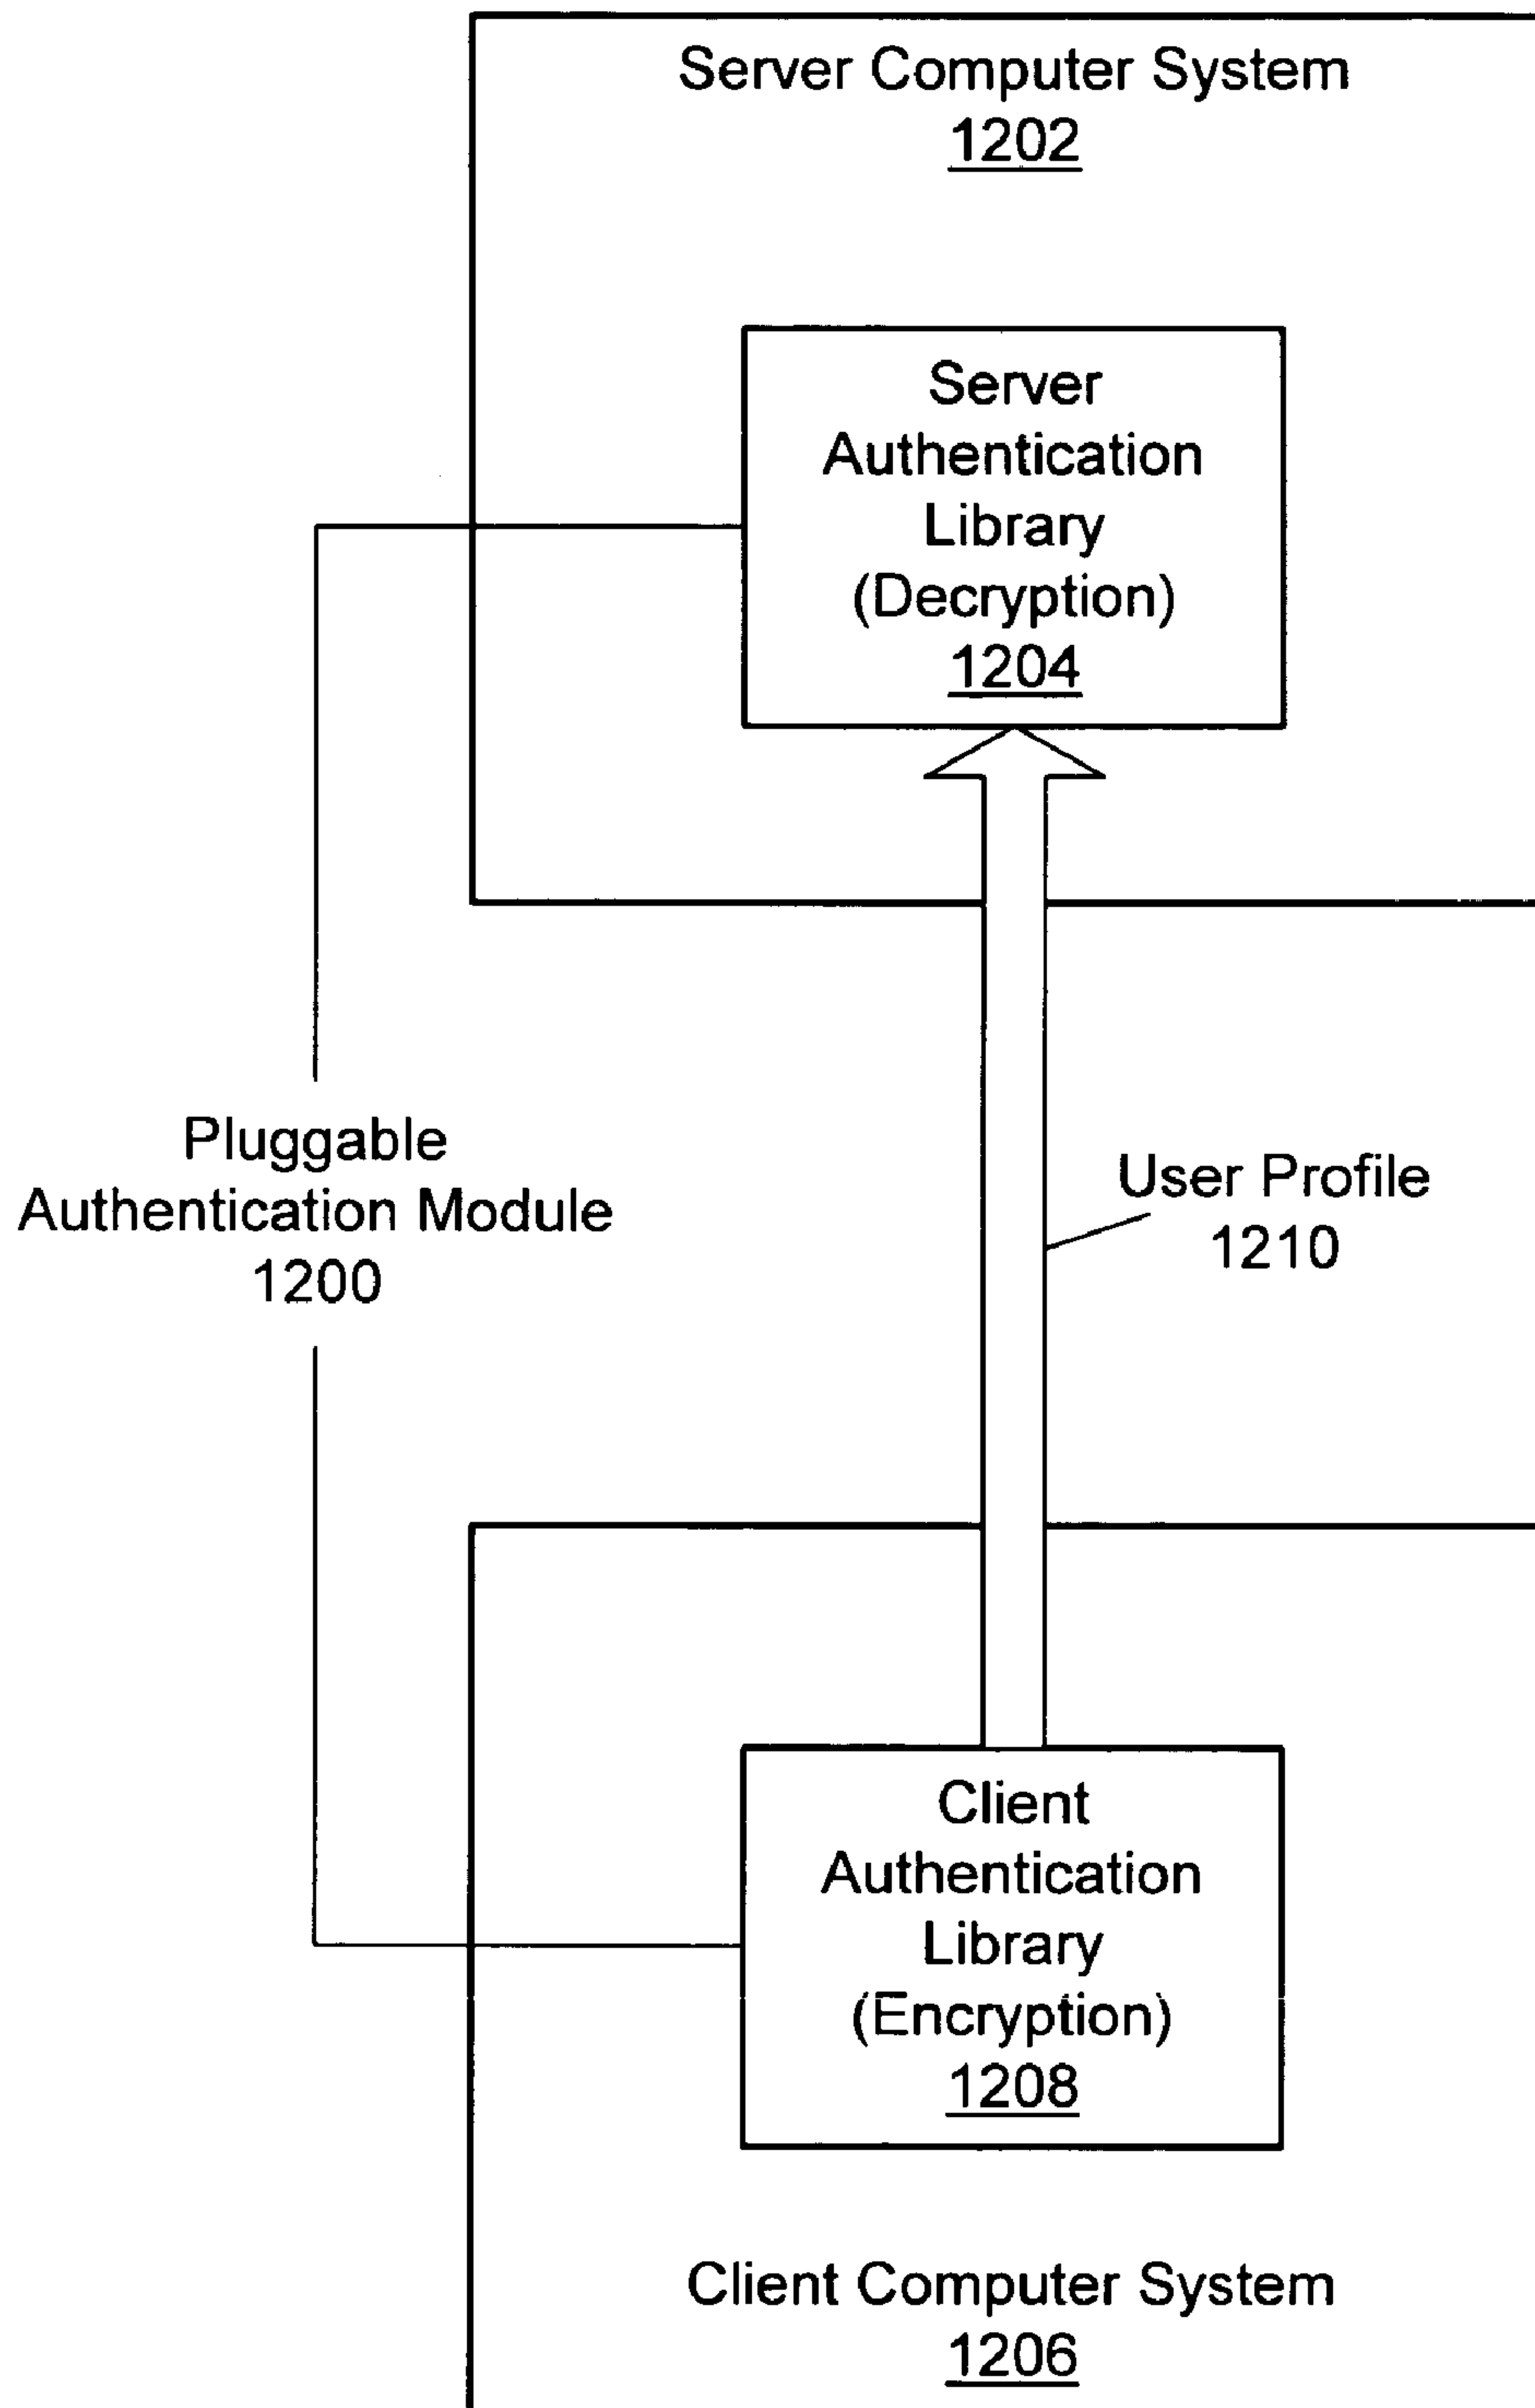 Server Computer System
1202
Server
Authentication
Library
(Decryption)
1204
Pluggable
Authentication Module
1200
User Profile
1210
Client
Authentication
Library
(Encryption)
1208
Client Computer System
1206